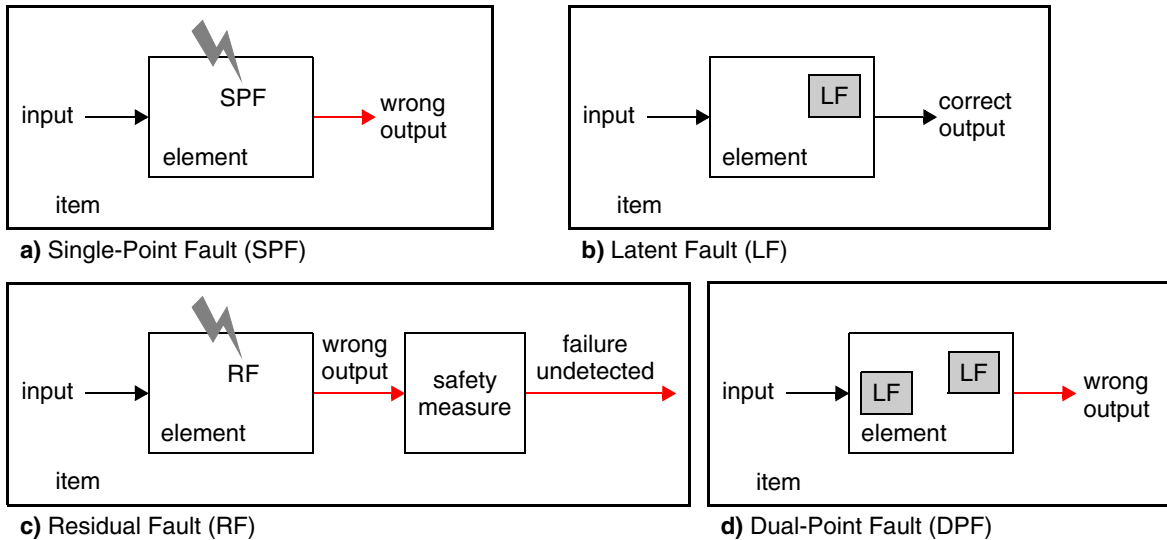 input
SPF
element
wrong
output
item
a) Single-Point Fault (SPF)
input
LF
element
correct
output
item
b) Latent Fault (LF)
input
RF
element
wrong
output
safety
measure
failure
undetected
item
c) Residual Fault (RF)
input
LF
LF
element
wrong
output
item
d) Dual-Point Fault (DPF)